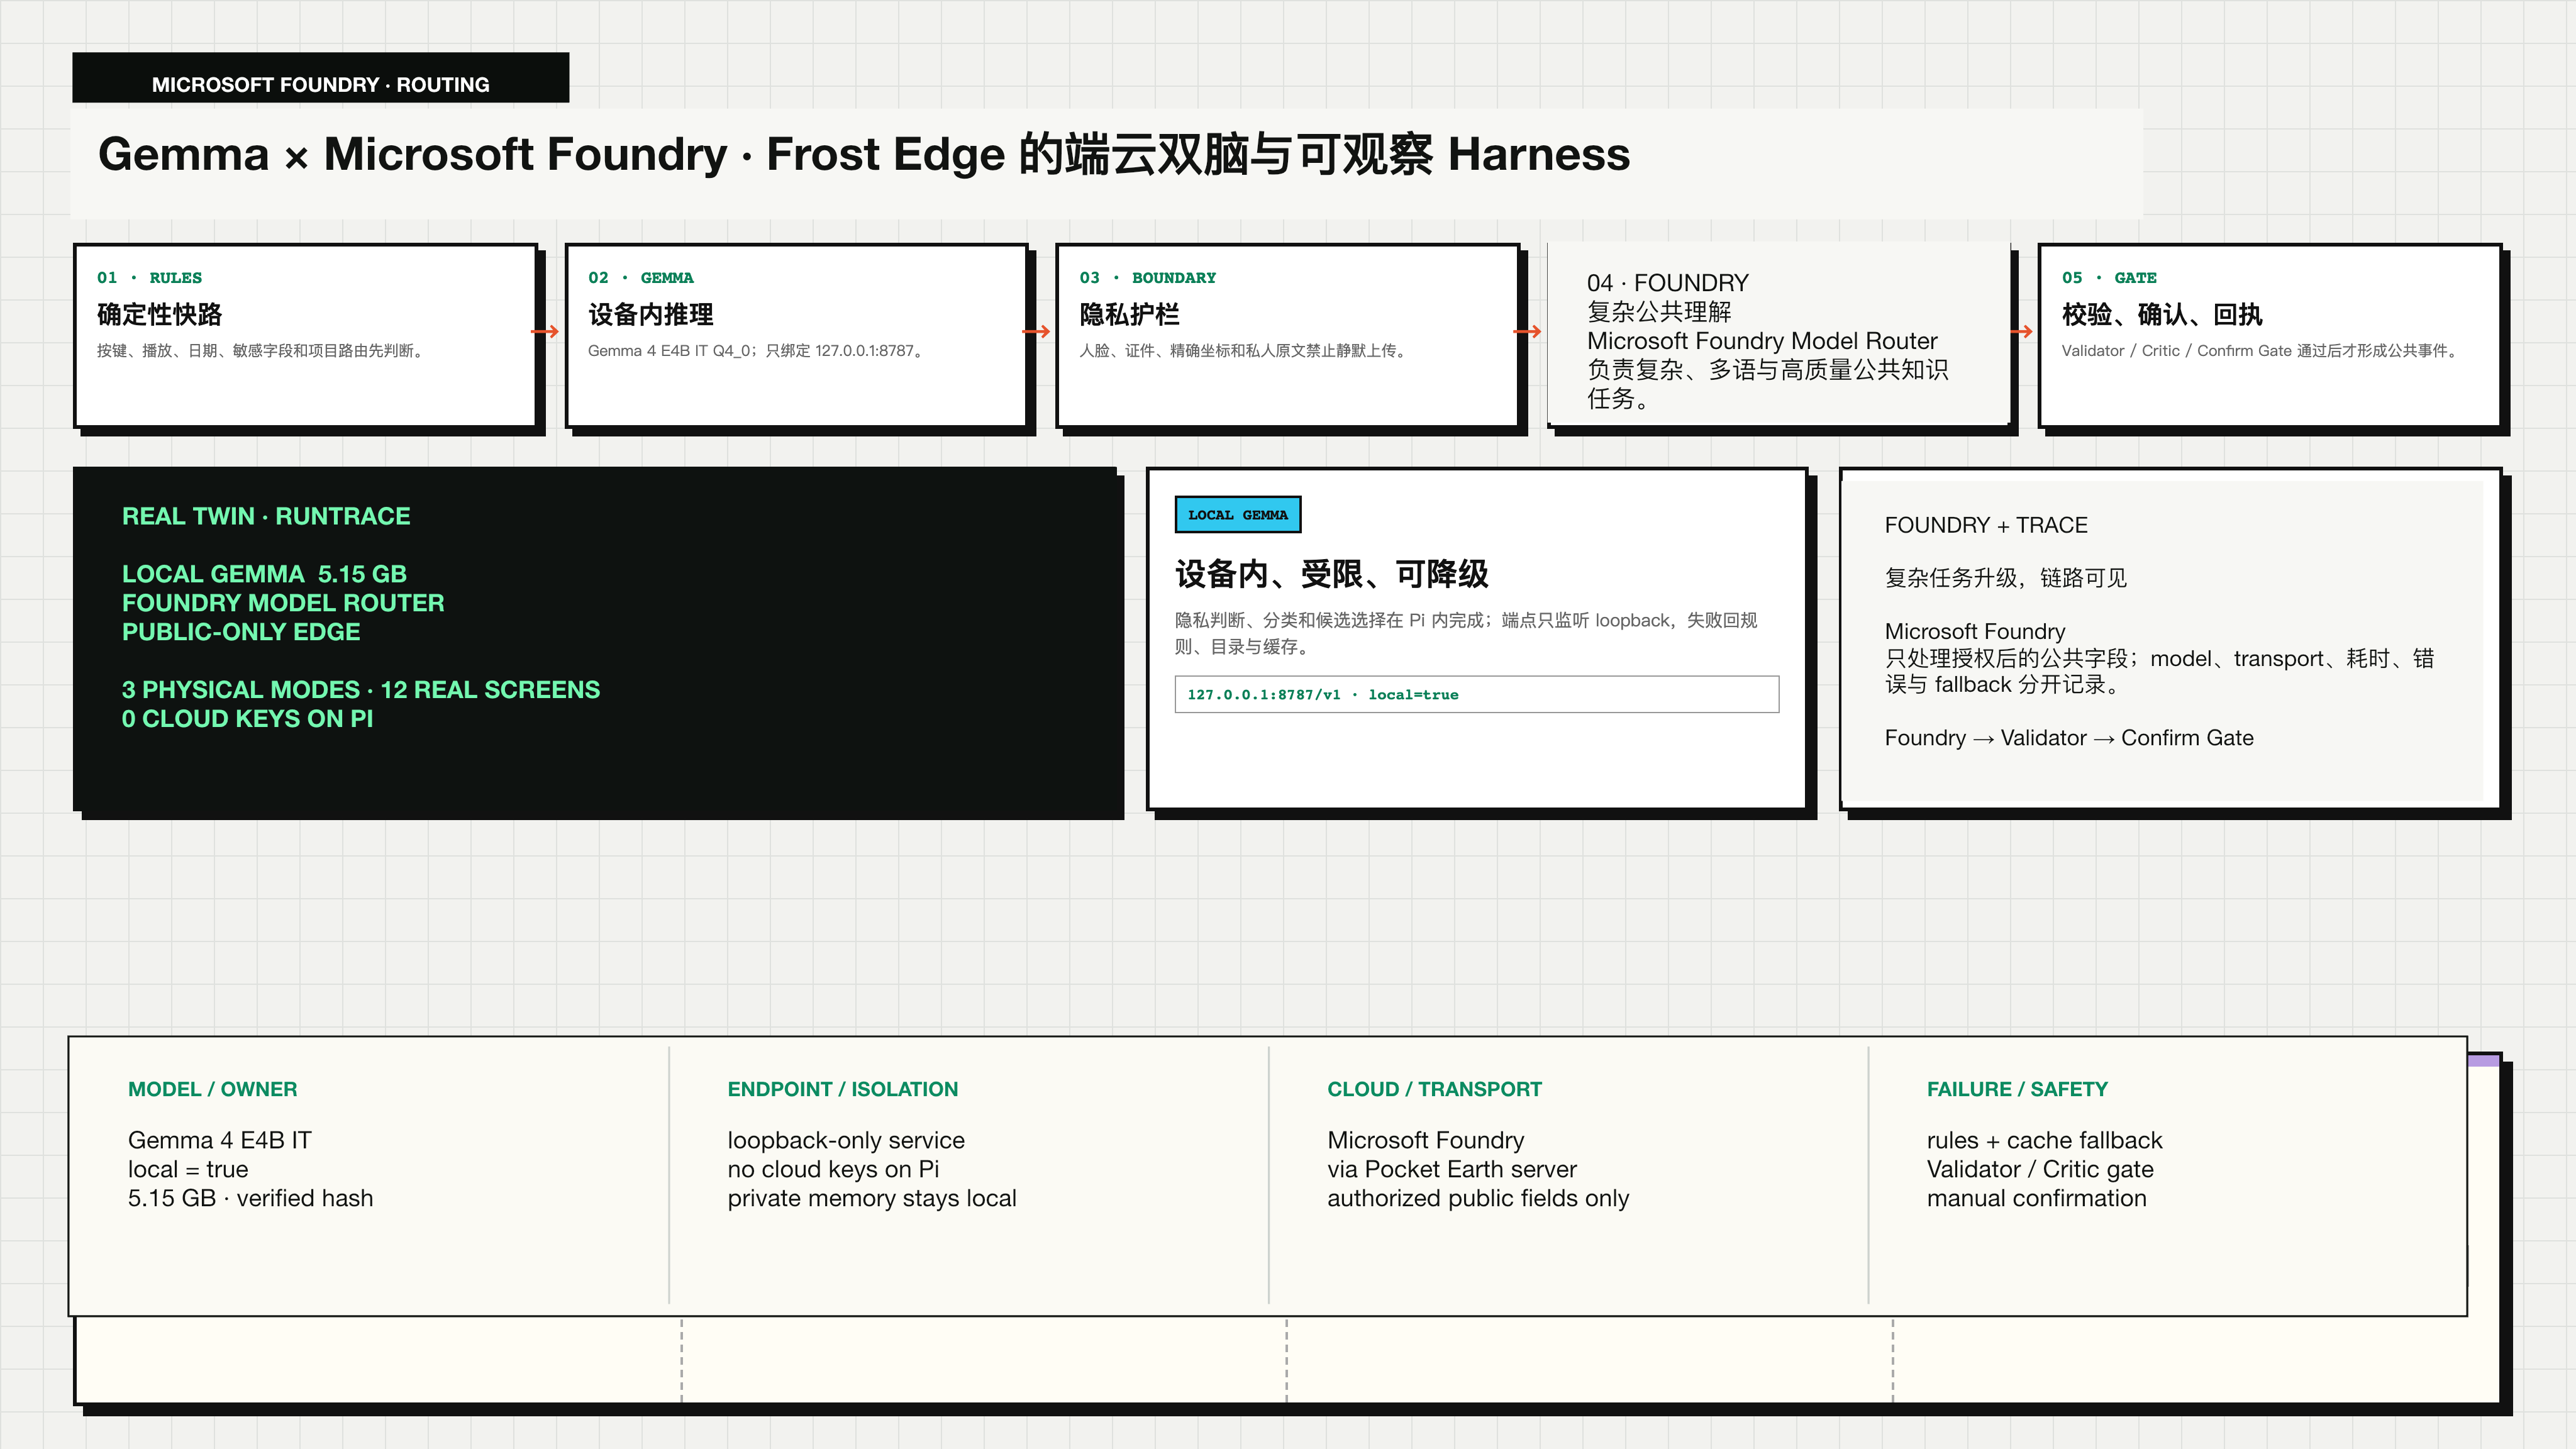 MICROSOFT FOUNDRY · ROUTING
Gemma × Microsoft Foundry · Frost Edge 的端云双脑与可观察 Harness
01 · RULES
确定性快路
按键、播放、日期、敏感字段和项目路由先判断。
→
02 · GEMMA
设备内推理
Gemma 4 E4B IT Q4_0；只绑定 127.0.0.1:8787。
→
03 · BOUNDARY
隐私护栏
人脸、证件、精确坐标和私人原文禁止静默上传。
→
04 · FOUNDRY
复杂公共理解
Microsoft Foundry Model Router
负责复杂、多语与高质量公共知识
任务。
→
05 · GATE
校验、确认、回执
Validator / Critic / Confirm Gate 通过后才形成公共事件。
REAL TWIN · RUNTRACE
LOCAL GEMMA 5.15 GB
FOUNDRY MODEL ROUTER
PUBLIC-ONLY EDGE
3 PHYSICAL MODES · 12 REAL SCREENS
0 CLOUD KEYS ON PI
LOCAL GEMMA
设备内、受限、可降级
隐私判断、分类和候选选择在 Pi 内完成；端点只监听 loopback，失败回规
则、目录与缓存。
127.0.0.1:8787/v1 · local=true
FOUNDRY + TRACE
复杂任务升级，链路可见
Microsoft Foundry
只处理授权后的公共字段；model、transport、耗时、错
误与 fallback 分开记录。
Foundry → Validator → Confirm Gate
MODEL / OWNER
Gemma 4 E4B IT
local = true
5.15 GB · verified hash
ENDPOINT / ISOLATION
loopback-only service
no cloud keys on Pi
private memory stays local
CLOUD / TRANSPORT
Microsoft Foundry
via Pocket Earth server
authorized public fields only
FAILURE / SAFETY
rules + cache fallback
Validator / Critic gate
manual confirmation